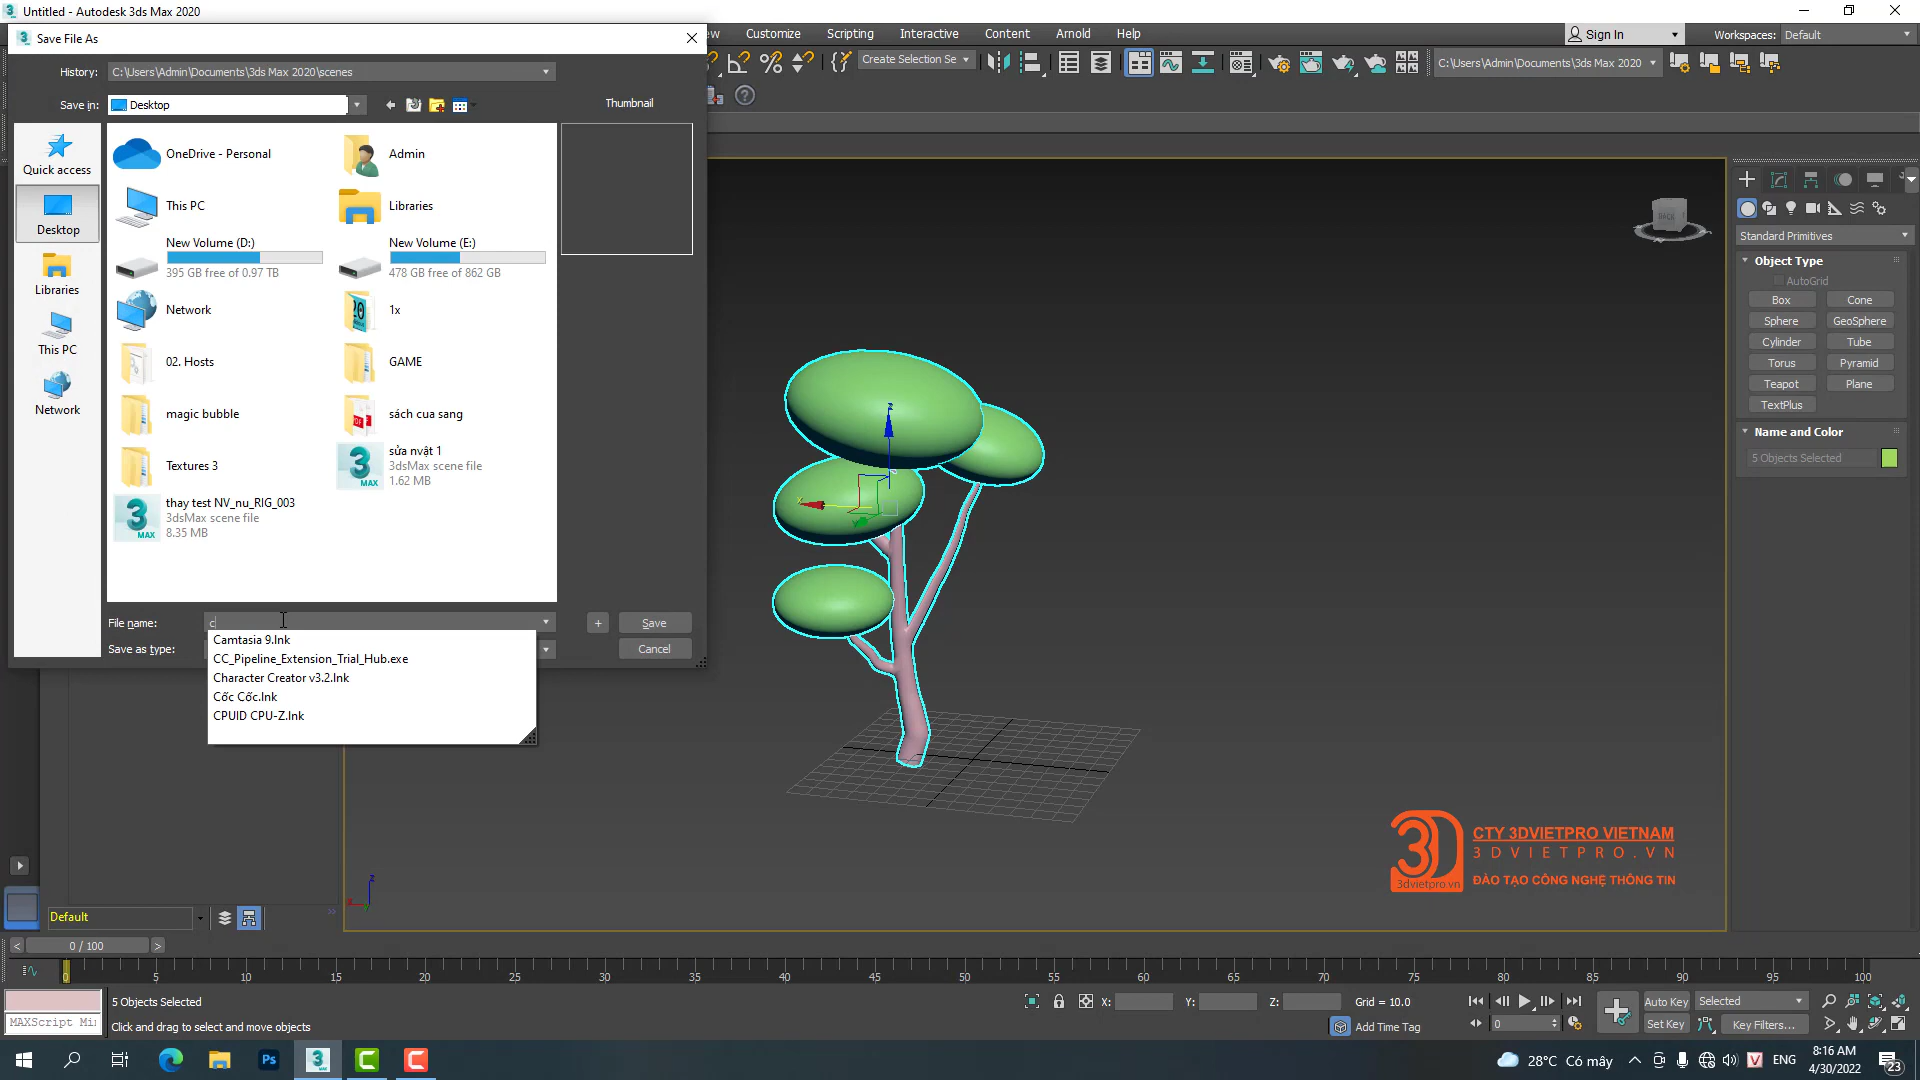 Untitled - Autodesk 3ds Max 2020
Save File As
ew
Customize
Scripting
Interactive
Content
Arnold
Help
Sign In
Workspaces:
Default
History:
C:\Users\Admin\Documents\3ds Max 2020\scenes
Create Selection Se
C:\Users\Admin\Documents\3ds Max 2020
Save in:
Desktop
Thumbnail
Quick access
Desktop
Libraries
This PC
Network
OneDrive - Personal
Admin
This PC
Libraries
New Volume (D:)
395 GB free of 0.97 TB
New Volume (E:)
478 GB free of 862 GB
Network
1x
02. Hosts
GAME
magic bubble
sách cua sang
Textures 3
sửa nvật 1
3dsMax scene file
1.62 MB
thay test NV_nu_RIG_003
3dsMax scene file
8.35 MB
File name:
c
Save
Save as type:
Cancel
Camtasia 9.lnk
CC_Pipeline_Extension_Trial_Hub.exe
Character Creator v3.2.lnk
Cốc Cốc.lnk
CPUID CPU-Z.lnk
BACK
Standard Primitives
Object Type
AutoGrid
Box
Cone
Sphere
GeoSphere
Cylinder
Tube
Torus
Pyramid
Teapot
Plane
TextPlus
Name and Color
5 Objects Selected
z
x
3dvietpro.vn
CTY 3DVIETPRO VIETNAM
3DVIETPRO.VN
ĐÀO TẠO CÔNG NGHỆ THÔNG TIN
z
Default
0 / 100
0 5 10 15 20 25 30 35 40 45 50 55 60 65 70 75 80 85 90 95 100
5 Objects Selected
X:
Y:
Z:
Grid = 10.0
Auto Key
Selected
MAXScript Mi
Click and drag to select and move objects
Add Time Tag
0
Set Key
Key Filters...
Ps
3
MAX
28°C Có mây
ENG
8:16 AM
4/30/2022
23